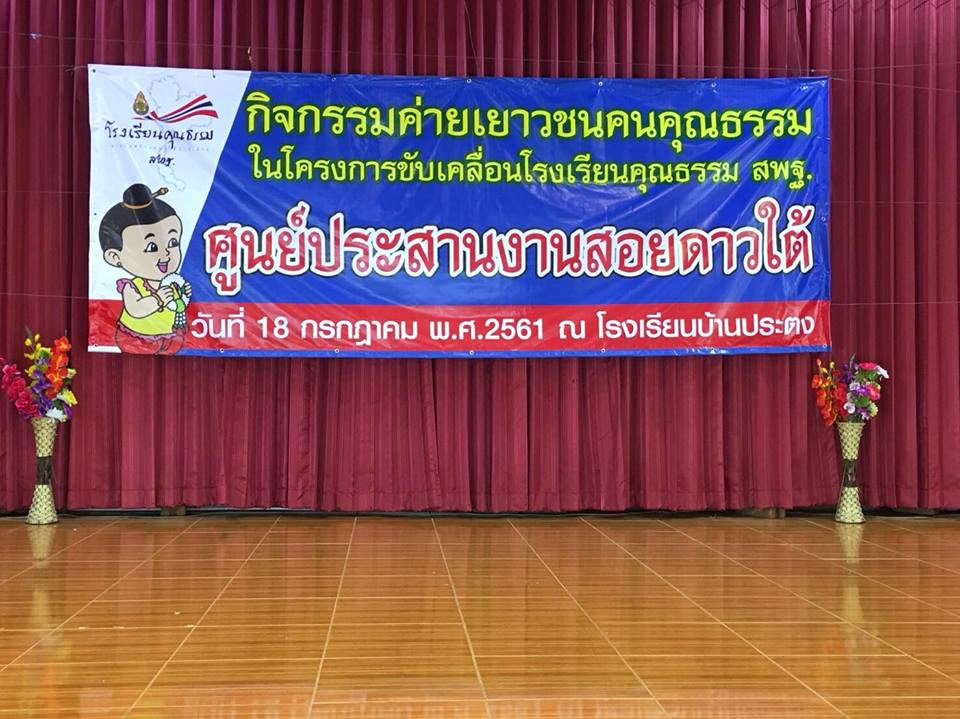 โรงเรียนคุณธรรม
สพฐ.
กิจกรรมค่ายเยาวชนคนคุณธรรม
ในโครงการขับเคลื่อนโรงเรียนคุณธรรม สพฐ.
ศูนย์ประสานงานสอยดาวใต้
วันที่ 18 กรกฎาคม พ.ศ.2561 ณ โรงเรียนบ้านประตง